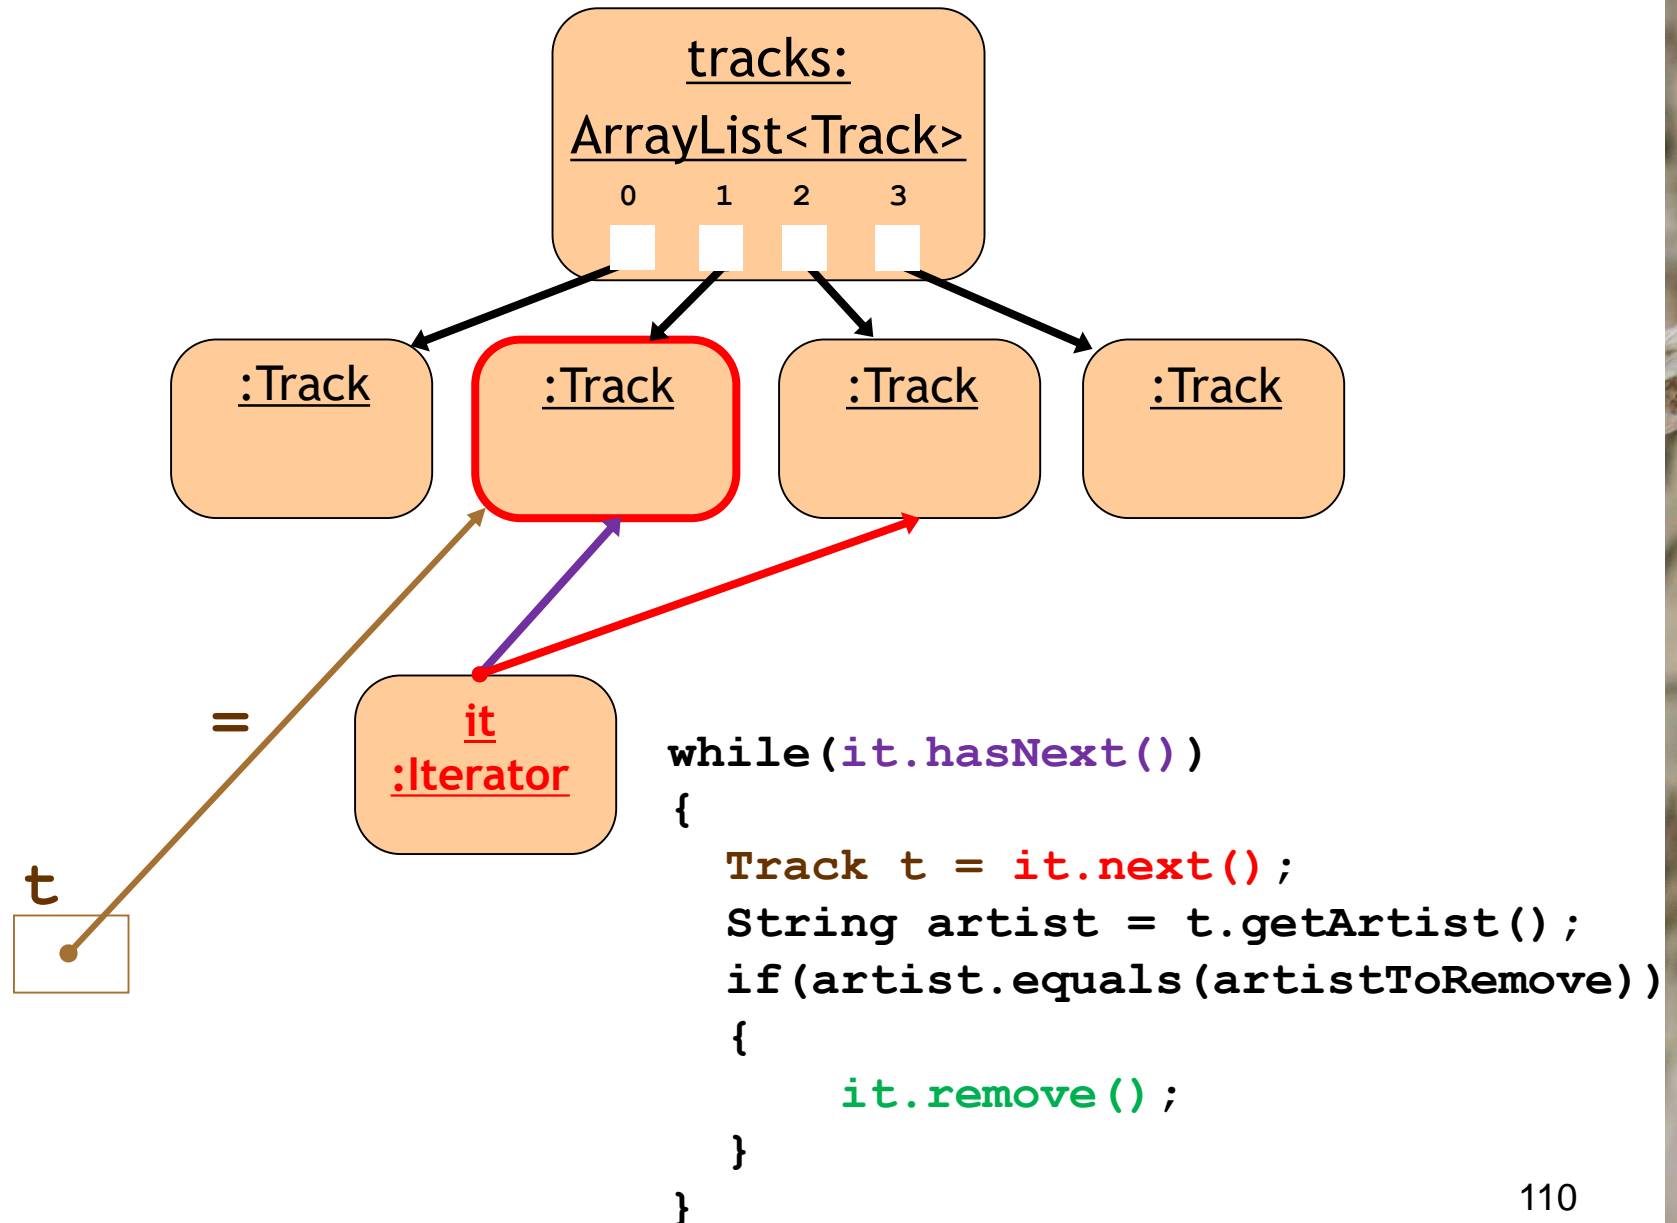 tracks:
ArrayList<Track>
0 1 2 3
:Track :Track :Track :Track
=
it
:Iterator
t
while(it.hasNext())
{
Track t = it.next();
String artist = t.getArtist();
if(artist.equals(artistToRemove))
{
it.remove();
}
}
110